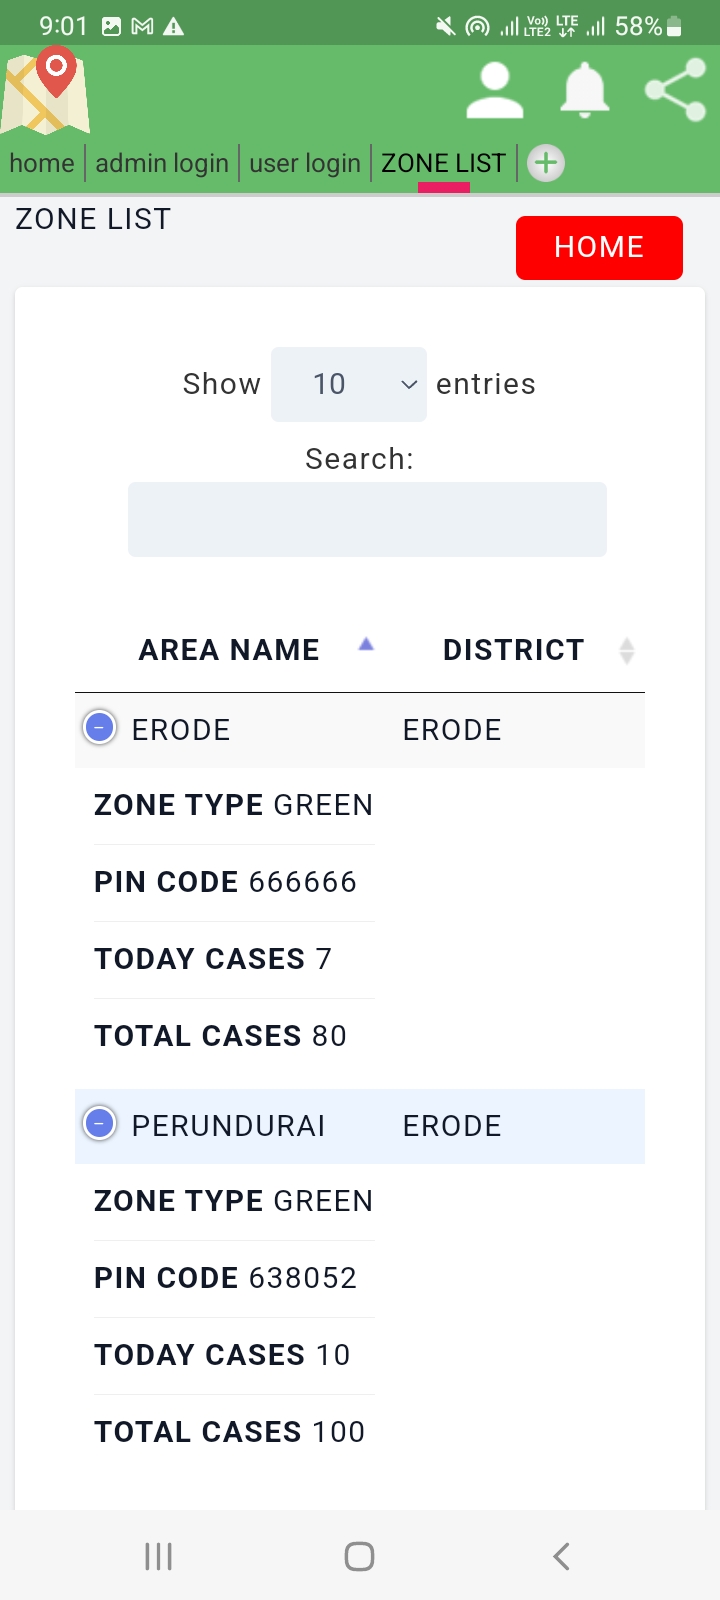 9:01 Vo)) LTE2 LTE 58%
home admin login user login ZONE LIST
ZONE LIST
HOME
Show 10 entries
Search:
AREA NAME DISTRICT
ERODE ERODE
ZONE TYPE GREEN
PIN CODE 666666
TODAY CASES 7
TOTAL CASES 80
PERUNDURAI ERODE
ZONE TYPE GREEN
PIN CODE 638052
TODAY CASES 10
TOTAL CASES 100